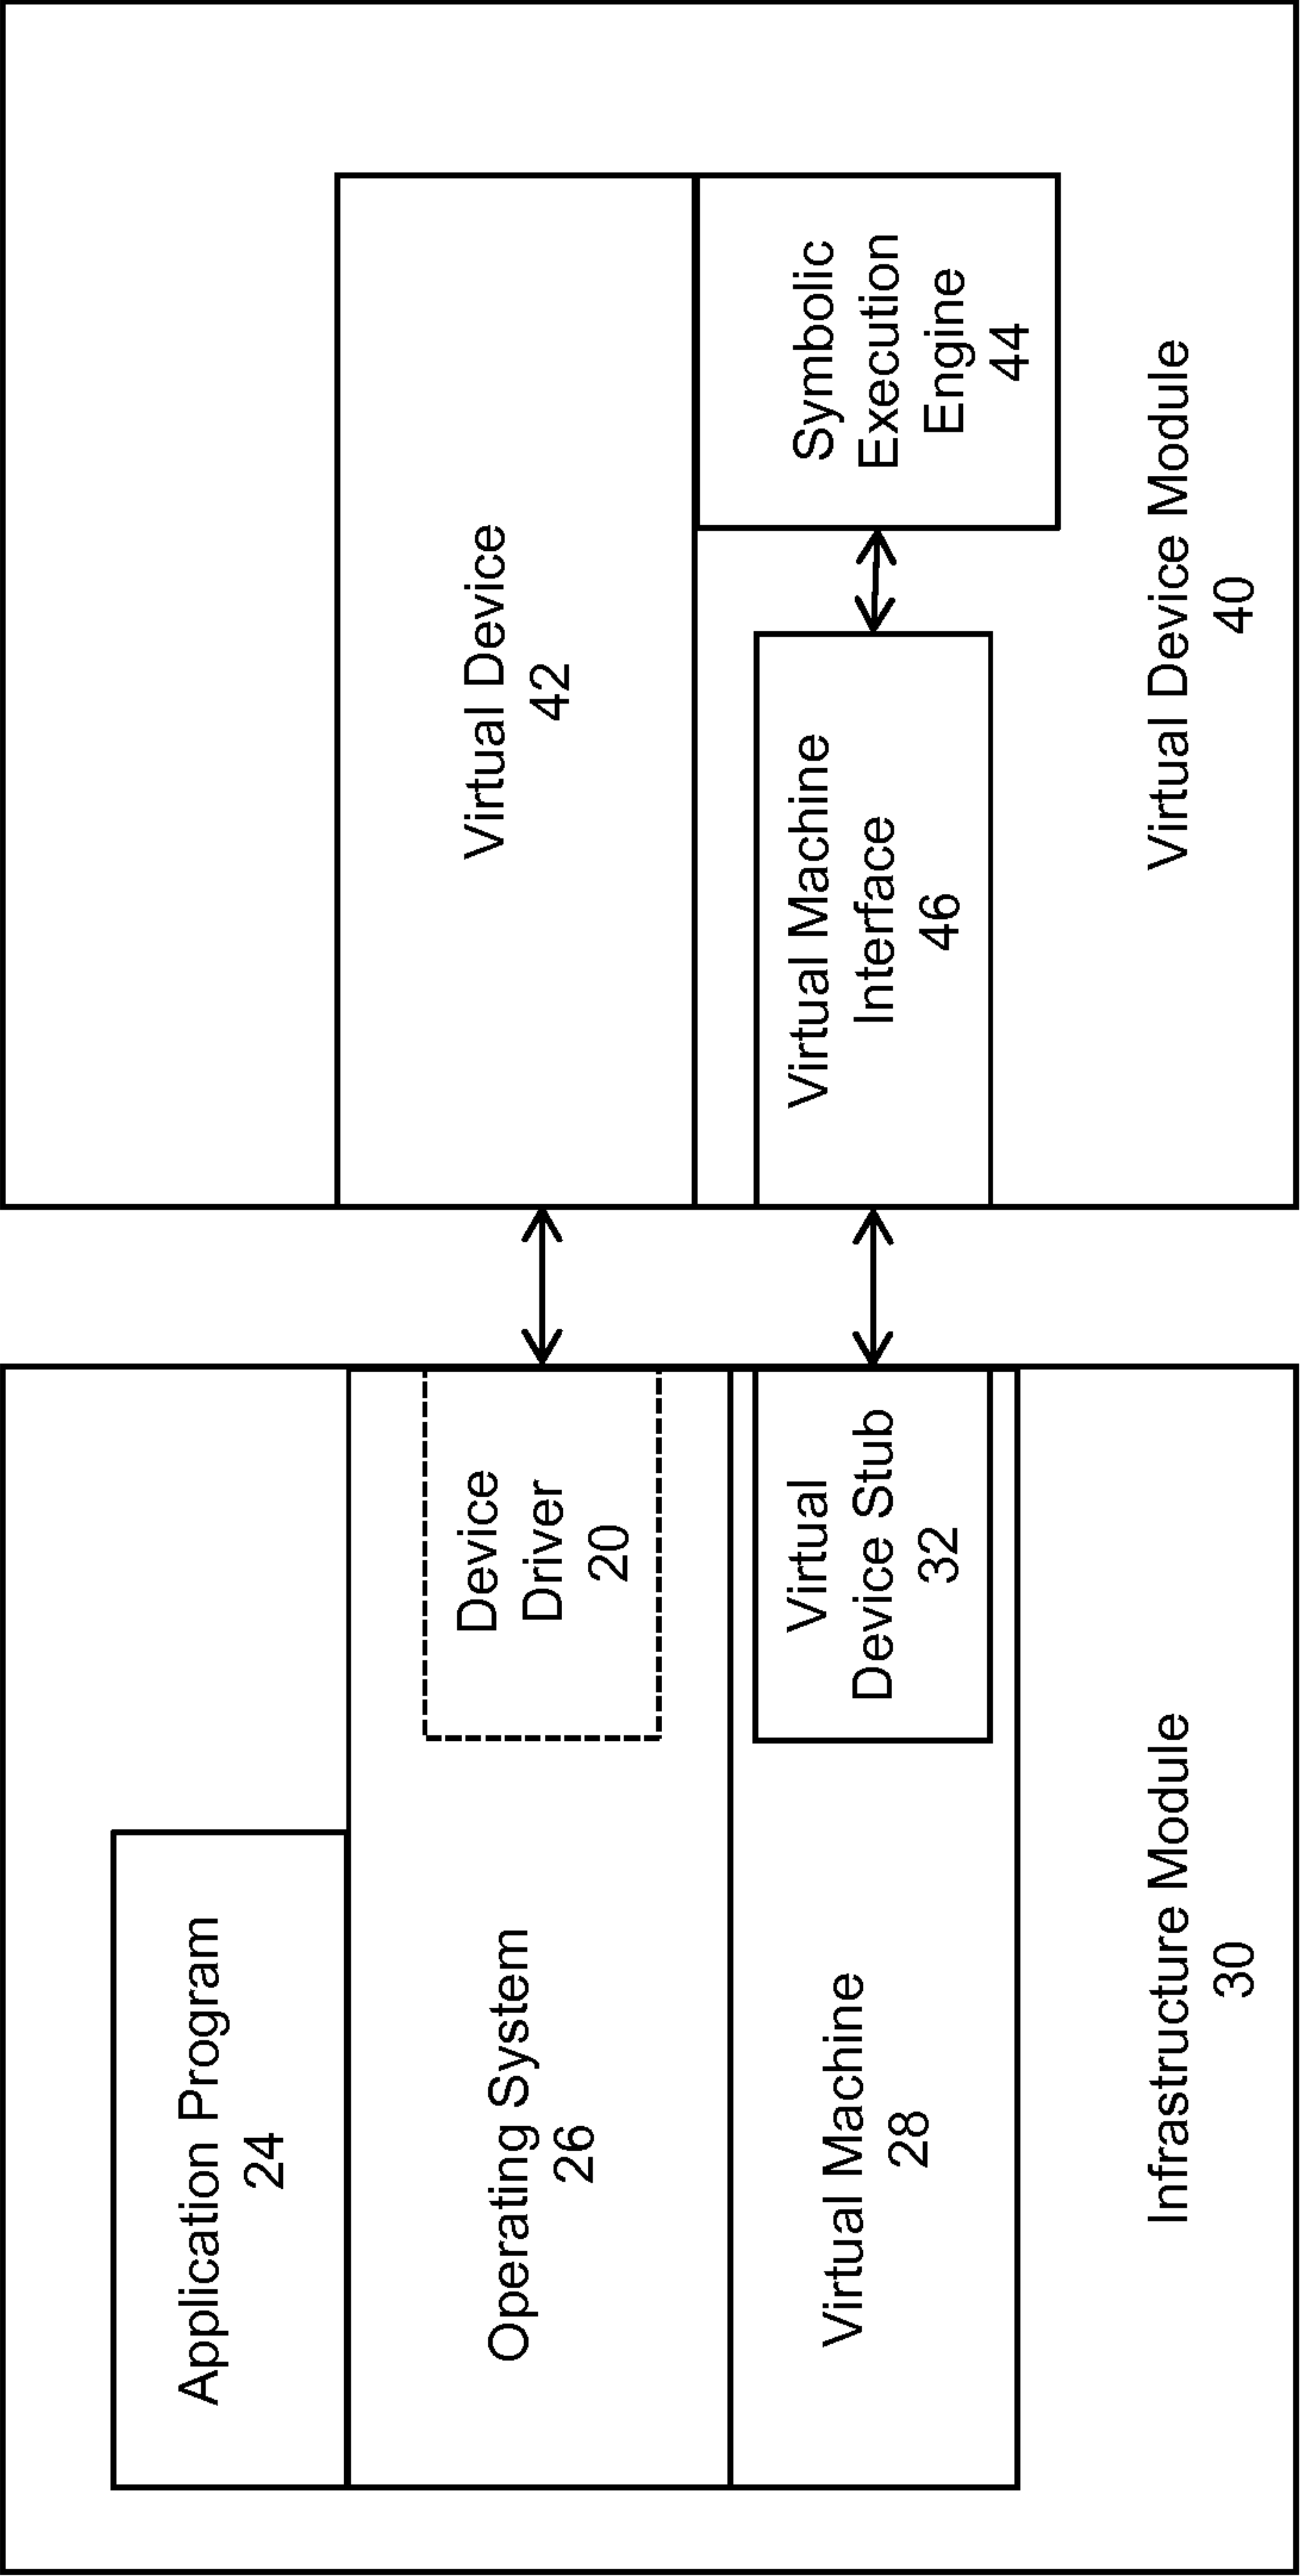 Application Program
24
Operating System
26
Device
Driver
20
Virtual Machine
28
Virtual
Device Stub
32
Infrastructure Module
30
Virtual Device
42
Virtual Machine
Interface
46
Symbolic
Execution
Engine
44
Virtual Device Module
40